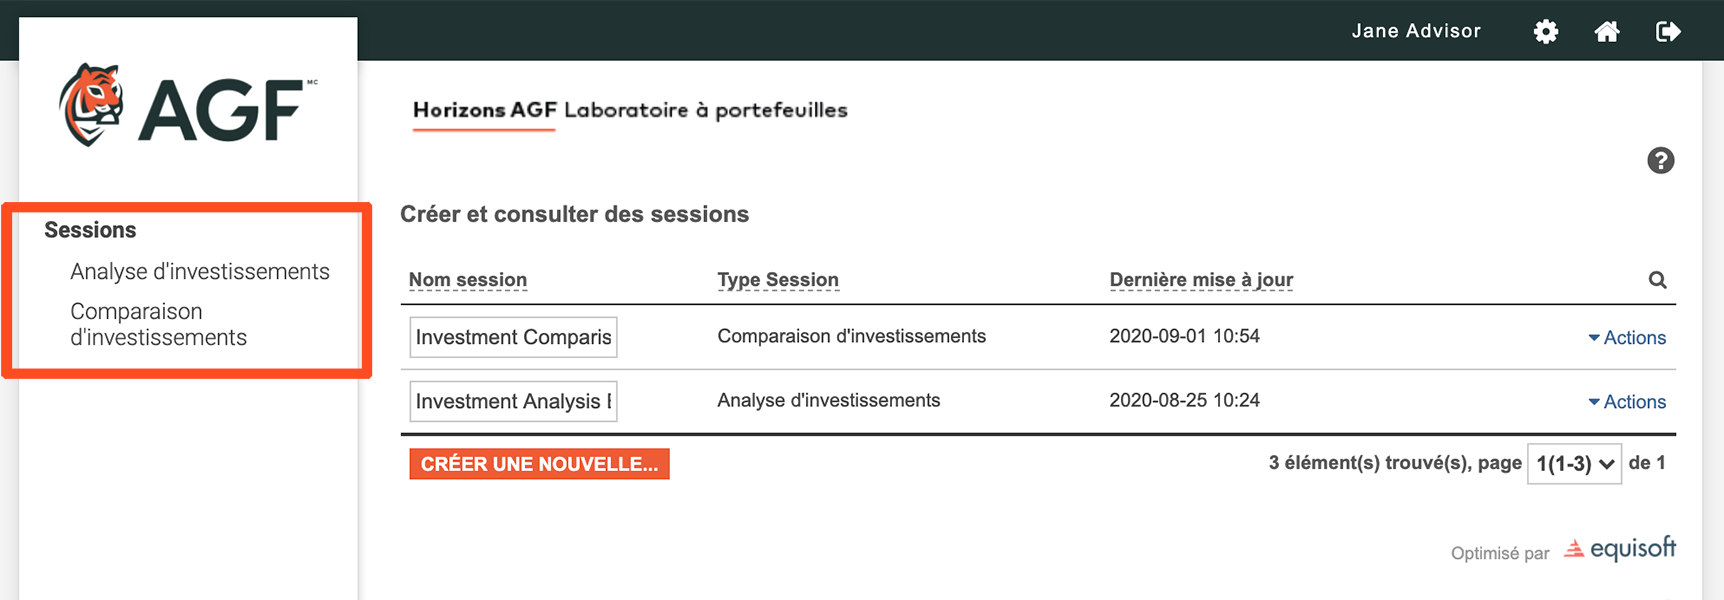 Jane Advisor
AGF MC
Horizons AGF Laboratoire à portefeuilles
?
Sessions
Analyse d'investissements
Comparaison
d'investissements
Créer et consulter des sessions
Nom session Type Session Dernière mise à jour
Investment Comparis Comparaison d'investissements 2020-09-01 10:54 Actions
Investment Analysis Analyse d'investissements 2020-08-25 10:24 Actions
CRÉER UNE NOUVELLE... 3 élément(s) trouvé(s), page 1(1-3) de 1
Optimisé par equisoft